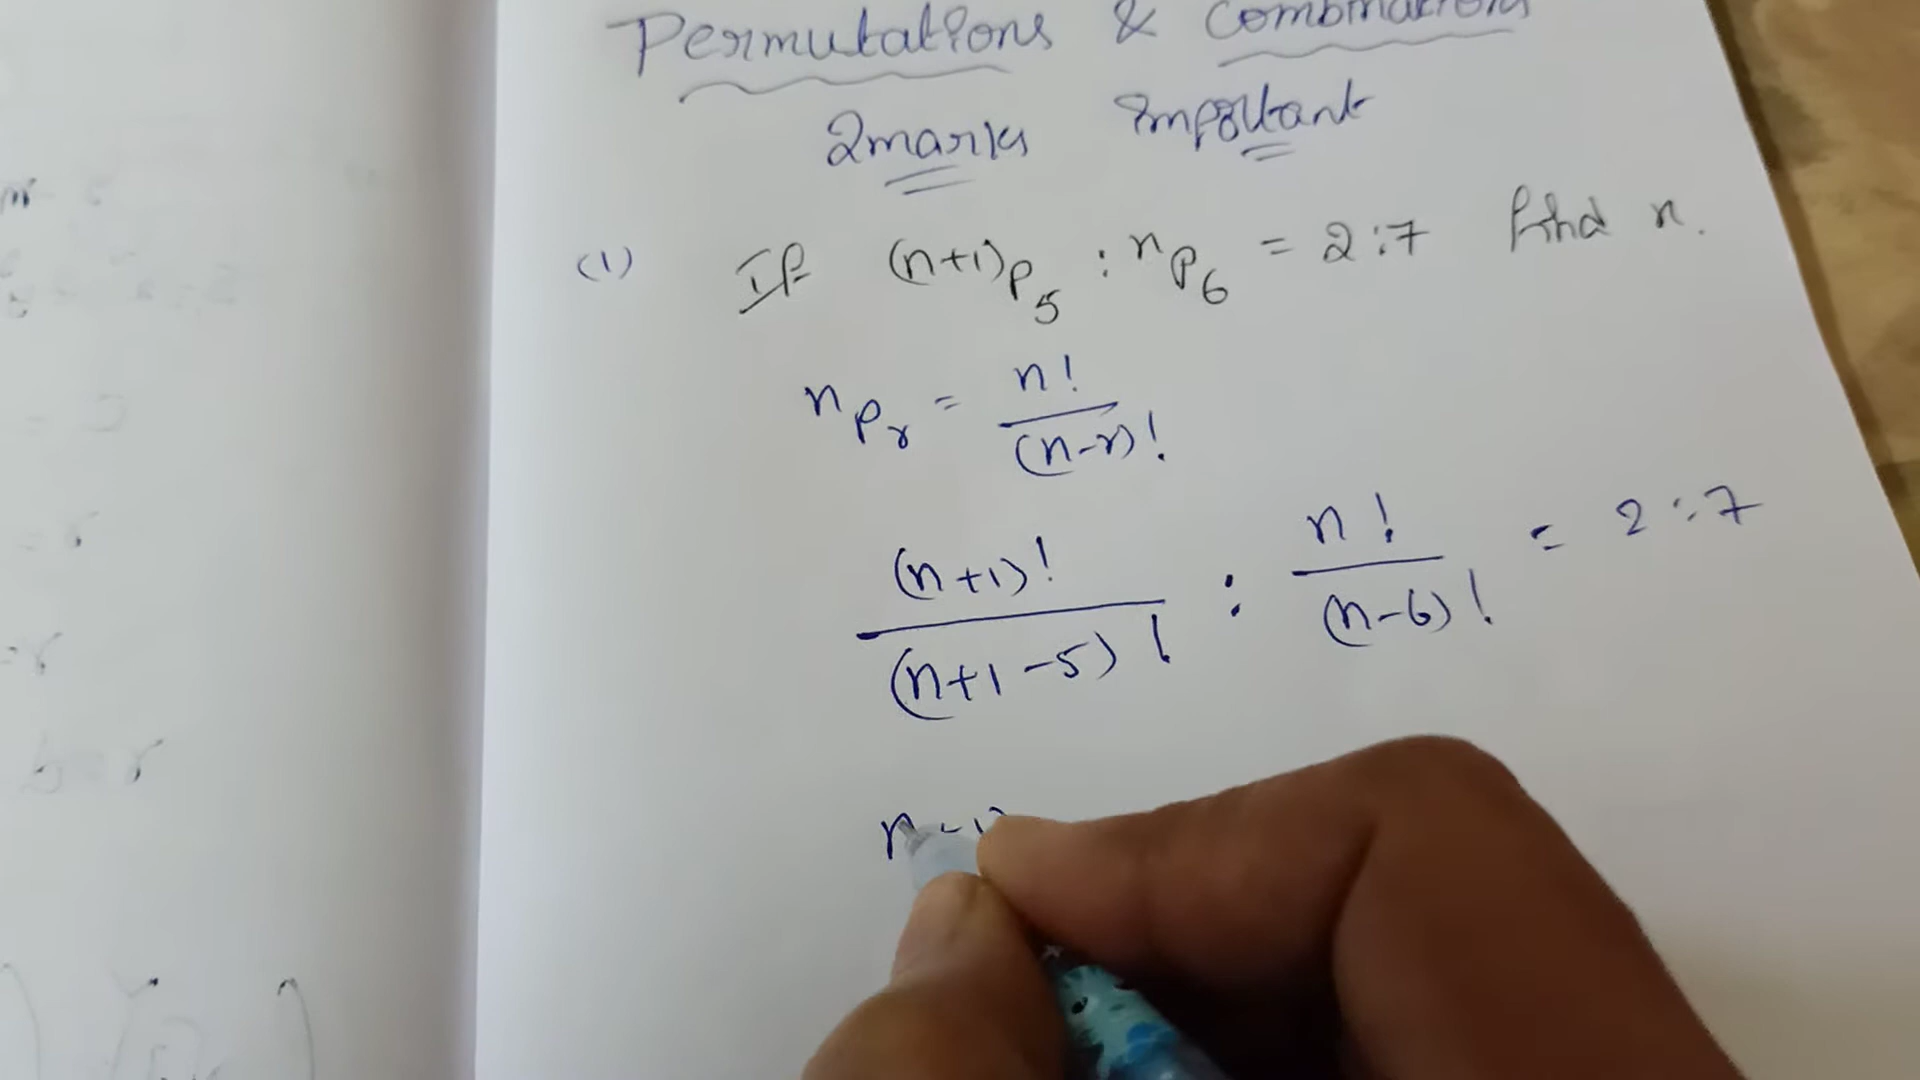 Permutations & Combinations
2marks Important
(1) If (n+1)P₅ : ⁿP₆ = 2:7 find n.
ⁿPᵣ = n! / (n-r)!
(n+1)! / (n+1-5)! : n! / (n-6)! = 2:7
n